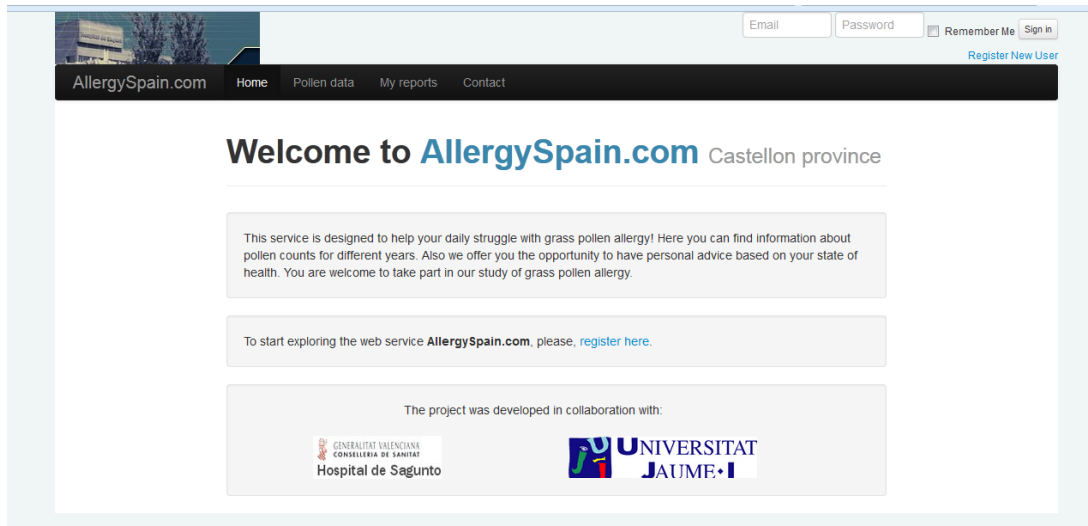 Email Password Remember Me Sign in
Register New User
AllergySpain.com Home Pollen data My reports Contact
Welcome to AllergySpain.com Castellon province
This service is designed to help your daily struggle with grass pollen allergy! Here you can find information about
pollen counts for different years. Also we offer you the opportunity to have personal advice based on your state of
health. You are welcome to take part in our study of grass pollen allergy.
To start exploring the web service AllergySpain.com, please, register here.
The project was developed in collaboration with:
GENERALITAT VALENCIANA
CONSELLERIA DE SANITAT
Hospital de Sagunto
UNIVERSITAT
JAUME•I